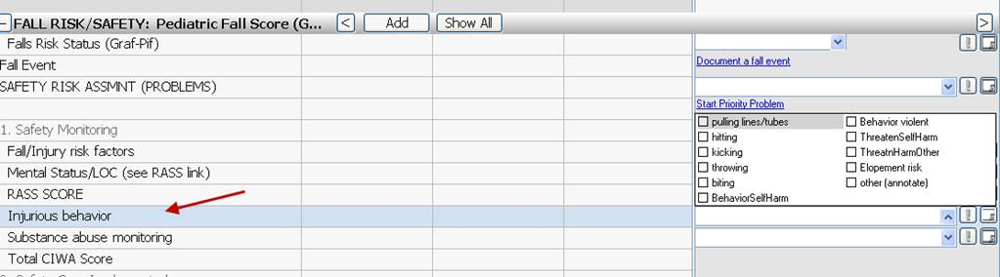 FALL RISK/SAFETY: Pediatric Fall Score (G... < Add Show All >
Falls Risk Status (Graf-Pif)
Fall Event Document a fall event
SAFETY RISK ASSMNT (PROBLEMS)
Start Priority Problem
1. Safety Monitoring
Fall/Injury risk factors
Mental Status/LOC (see RASS link)
RASS SCORE
Injurious behavior
Substance abuse monitoring
Total CIWA Score
pulling lines/tubes Behavior violent
hitting ThreatenSelfHarm
kicking ThreatnHarmOther
throwing Elopement risk
biting other (annotate)
BehaviorSelfHarm